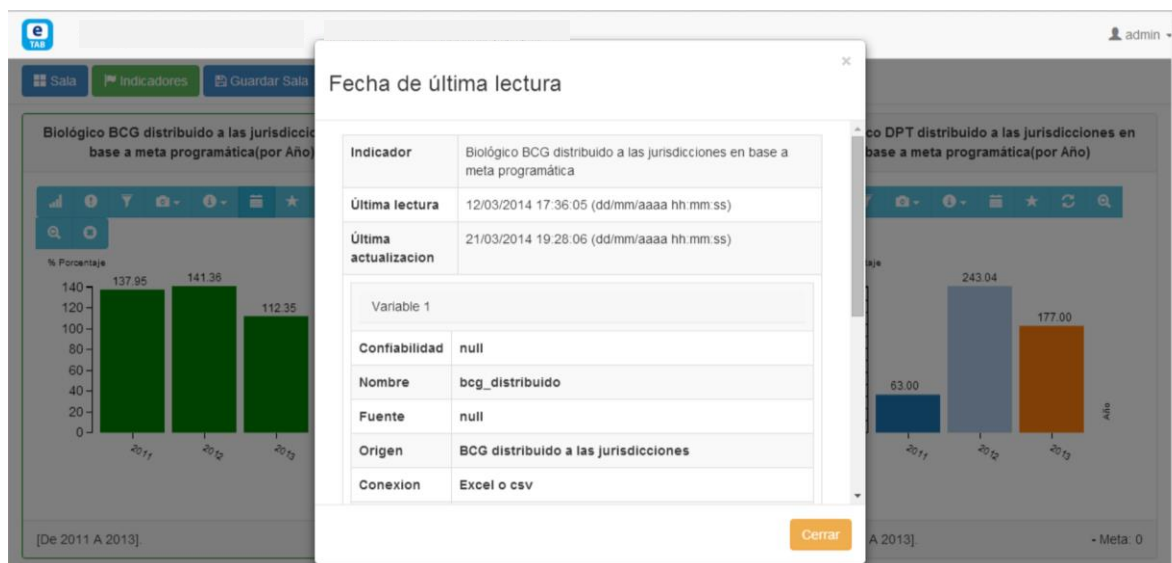 e
TAB
admin
Sala
Indicadores
Guardar Sala
Fecha de última lectura
×
Biológico BCG distribuido a las jurisdiccio
base a meta programática(por Año)
% Porcentaje
137.95
141.36
112.35
140
120
100
80
60
40
20
0
2011
2012
2013
[De 2011 A 2013].
Indicador
Biológico BCG distribuido a las jurisdicciones en base a
meta programática
Última lectura
12/03/2014 17:36:05 (dd/mm/aaaa hh:mm:ss)
Última
actualizacion
21/03/2014 19:28:06 (dd/mm/aaaa hh:mm:ss)
Variable 1
Confiabilidad
null
Nombre
bcg_distribuido
Fuente
null
Origen
BCG distribuido a las jurisdicciones
Conexion
Excel o csv
Cerrar
co DPT distribuido a las jurisdicciones en
base a meta programática(por Año)
taje
63.00
243.04
177.00
Año
2011
2012
2013
A 2013].
- Meta: 0